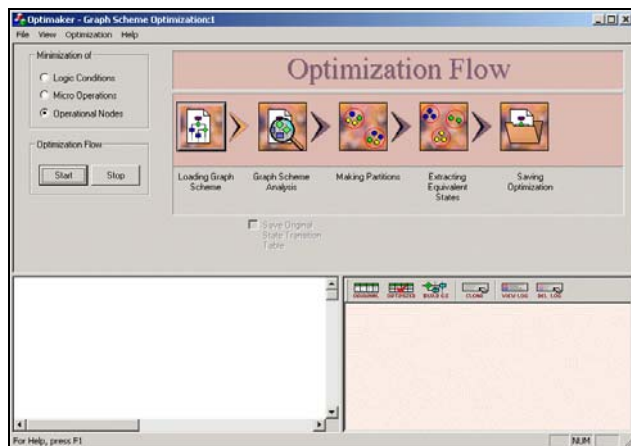 Optimaker - Graph Scheme Optimization:1
File View Optimization Help
Minimization of
Logic Conditions
Micro Operations
Operational Nodes
Optimization Flow
Start Stop
Optimization Flow
Loading Graph Scheme
Graph Scheme Analysis
Making Partitions
Extracting Equivalent States
Saving Optimization
Save Original
State Transition
Table
ORIGINAL OPTIMIZED BUILD GS CLONE VIEW LOG DEL LOG
For Help, press F1
NUM